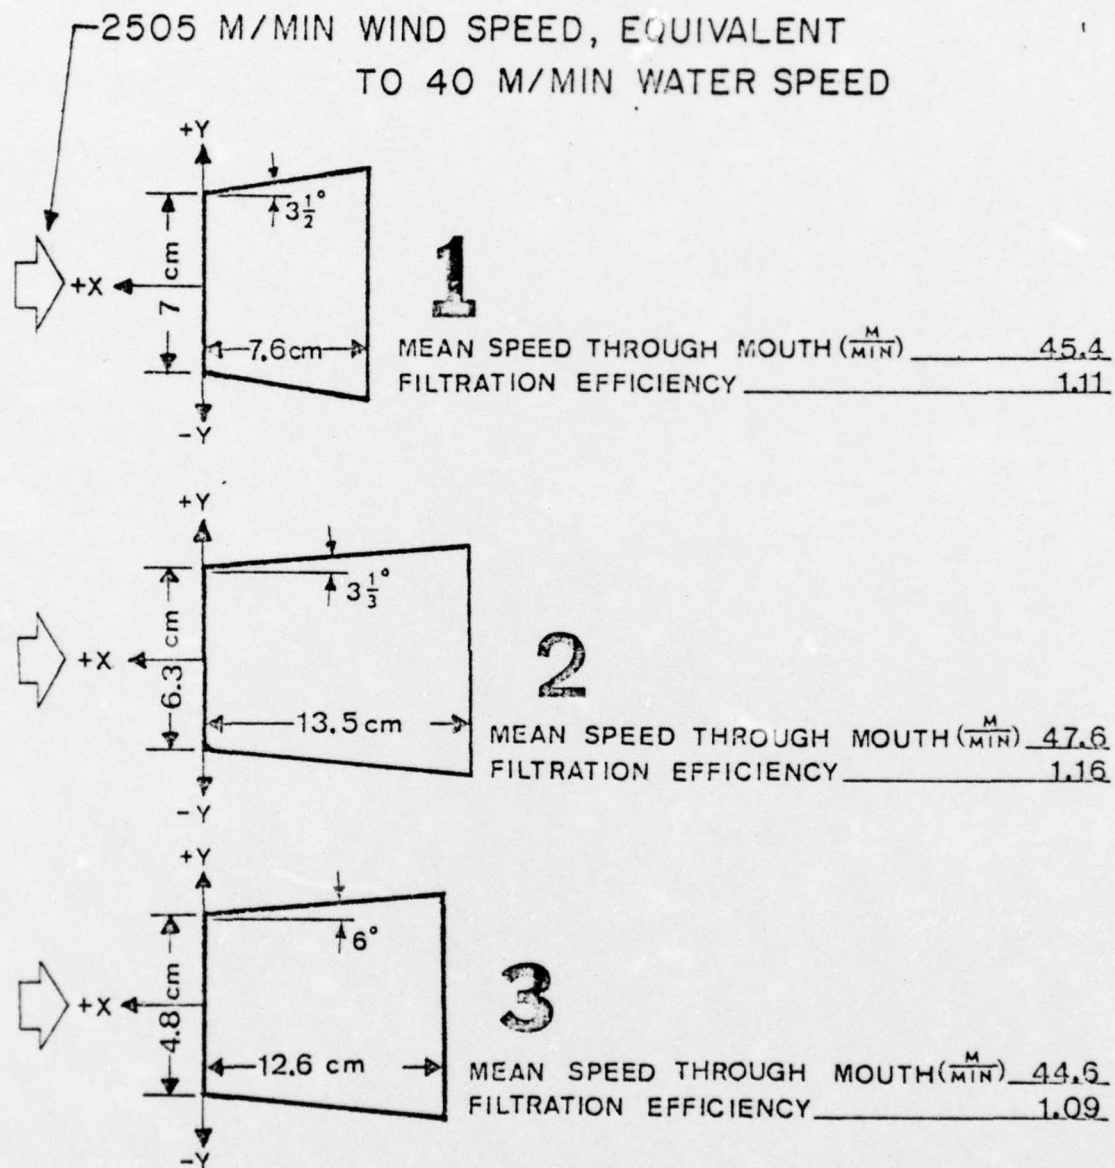 2505 M/MIN WIND SPEED, EQUIVALENT
TO 40 M/MIN WATER SPEED
+Y
3 1/2°
7 cm
+X
1
7.6cm
MEAN SPEED THROUGH MOUTH (M/MIN) 45.4
FILTRATION EFFICIENCY 1.11
-Y
+Y
3 1/3°
6.3 cm
+X
2
13.5 cm
MEAN SPEED THROUGH MOUTH (M/MIN) 47.6
FILTRATION EFFICIENCY 1.16
-Y
+Y
6°
4.8 cm
+X
3
12.6 cm
MEAN SPEED THROUGH MOUTH (M/MIN) 44.6
FILTRATION EFFICIENCY 1.09
-Y